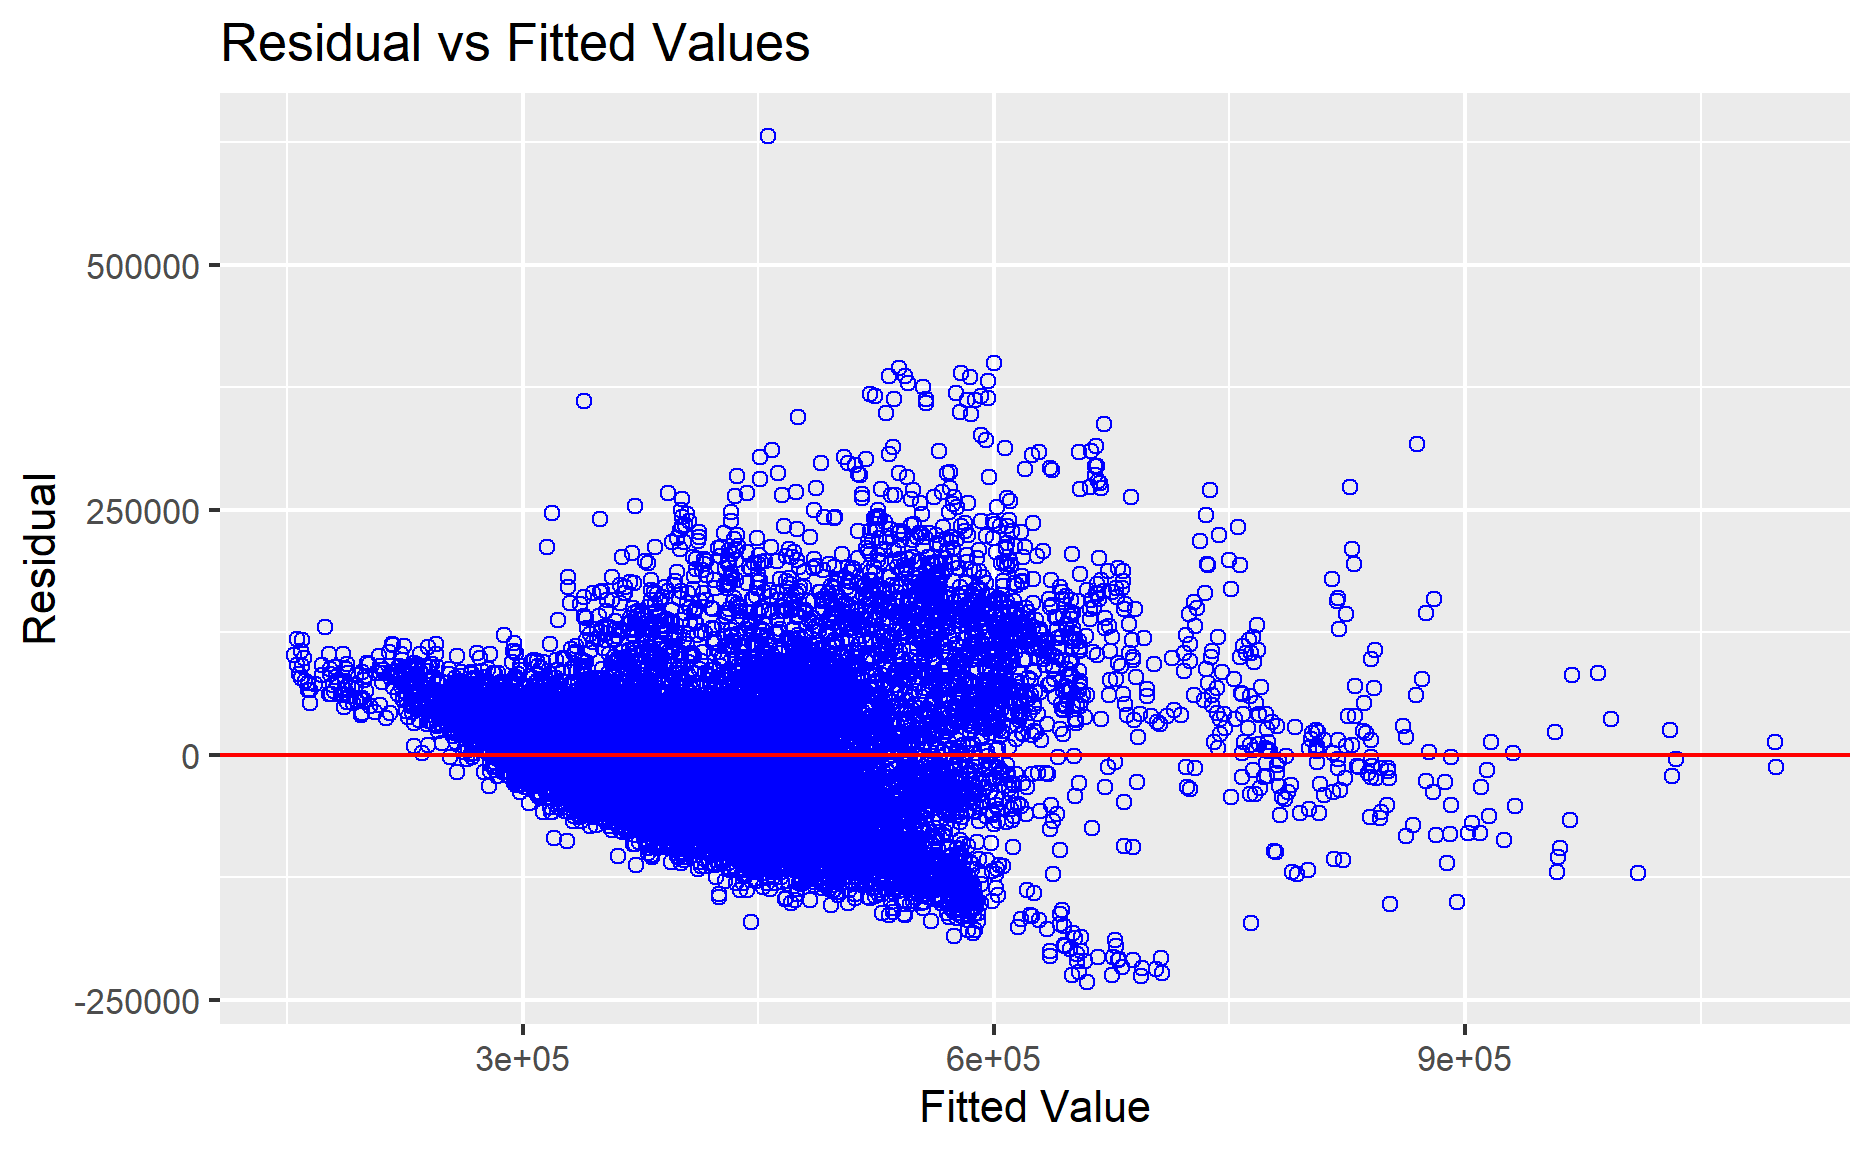 Residual vs Fitted Values
Residual
500000
250000
0
-250000
3e+05
6e+05
9e+05
Fitted Value